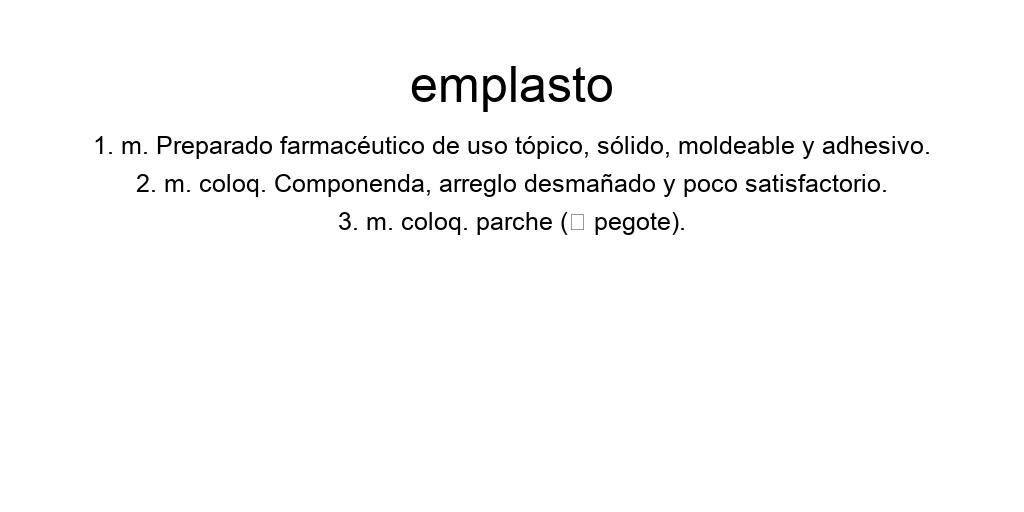 emplasto
1. m. Preparado farmacéutico de uso tópico, sólido, moldeable y adhesivo.
2. m. coloq. Componenda, arreglo desmañado y poco satisfactorio.
3. m. coloq. parche (□ pegote).